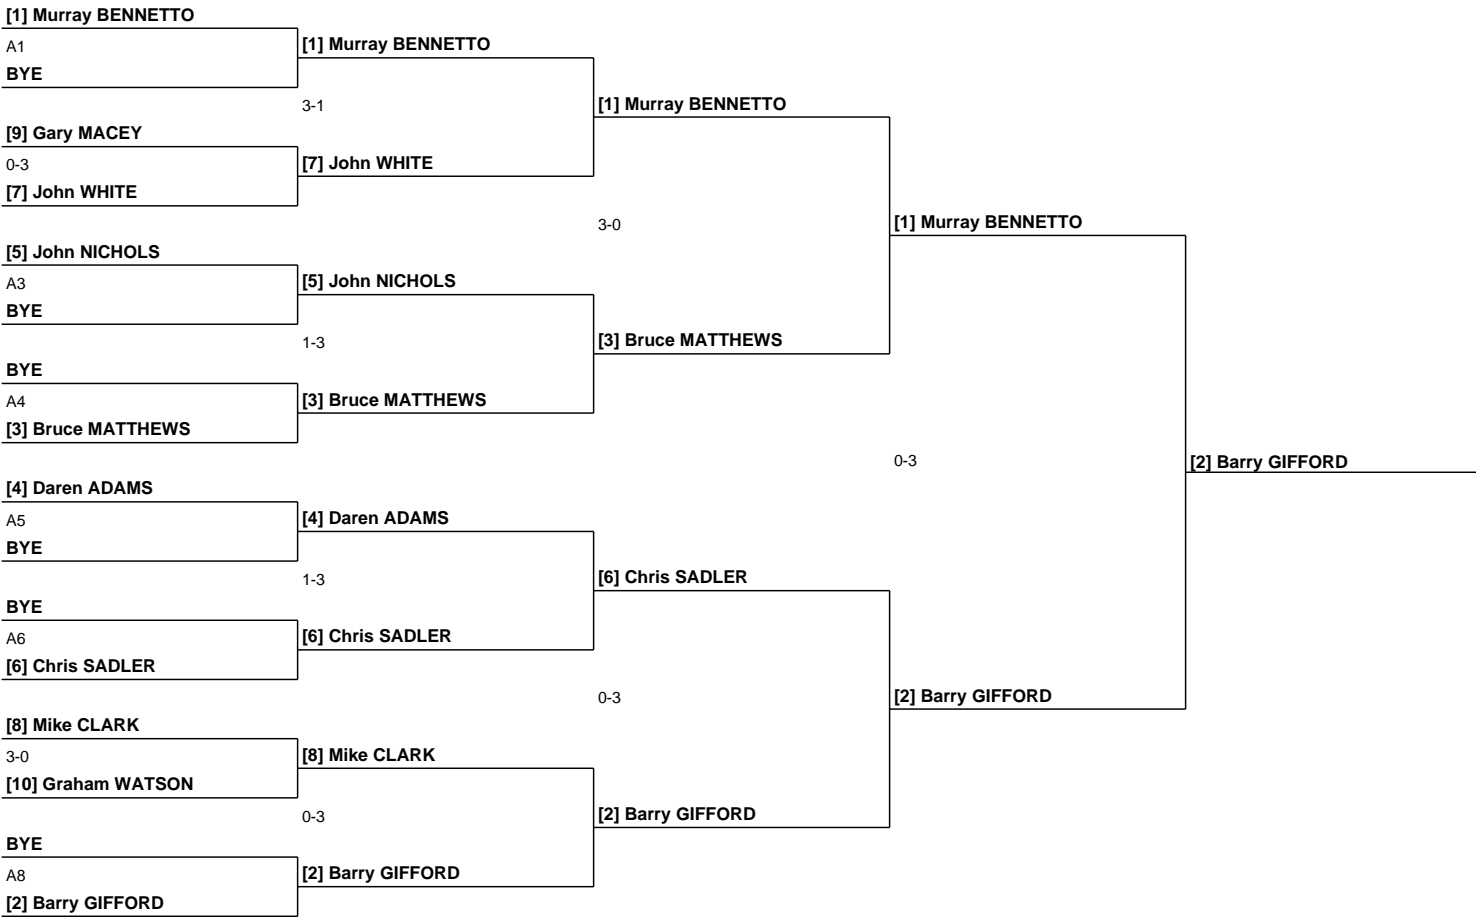 [1] Murray BENNETTO
A1
BYE
[9] Gary MACEY
0-3
[7] John WHITE
[5] John NICHOLS
A3
BYE
BYE
A4
[3] Bruce MATTHEWS
[4] Daren ADAMS
A5
BYE
BYE
A6
[6] Chris SADLER
[8] Mike CLARK
3-0
[10] Graham WATSON
BYE
A8
[2] Barry GIFFORD
[1] Murray BENNETTO
3-1
[7] John WHITE
[5] John NICHOLS
1-3
[3] Bruce MATTHEWS
[4] Daren ADAMS
1-3
[6] Chris SADLER
[8] Mike CLARK
0-3
[2] Barry GIFFORD
[1] Murray BENNETTO
3-0
[3] Bruce MATTHEWS
[6] Chris SADLER
0-3
[2] Barry GIFFORD
[1] Murray BENNETTO
0-3
[2] Barry GIFFORD
[2] Barry GIFFORD